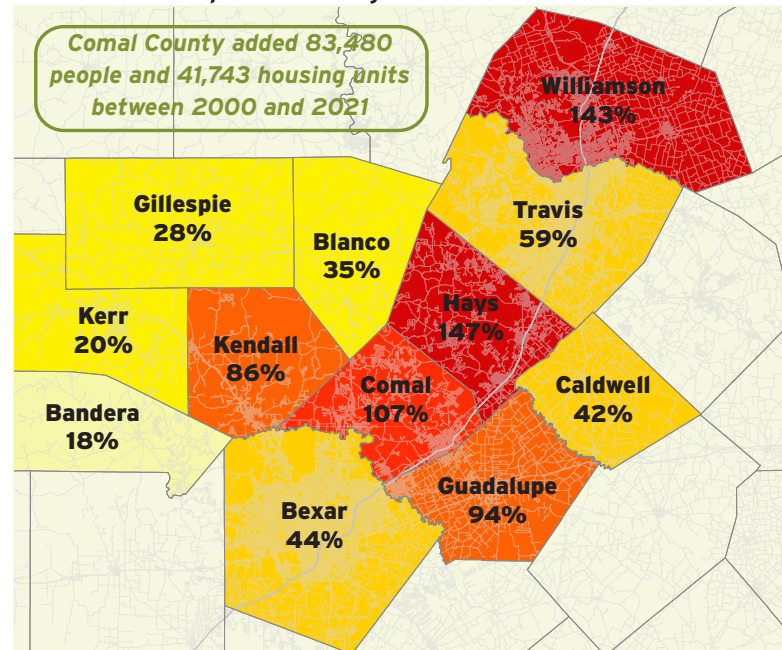 Comal County added 83,480
people and 41,743 housing units
between 2000 and 2021
Williamson
143%
Gillespie
28%
Blanco
35%
Travis
59%
Hays
147%
Kerr
20%
Kendall
86%
Comal
107%
Caldwell
42%
Bandera
18%
Guadalupe
94%
Bexar
44%